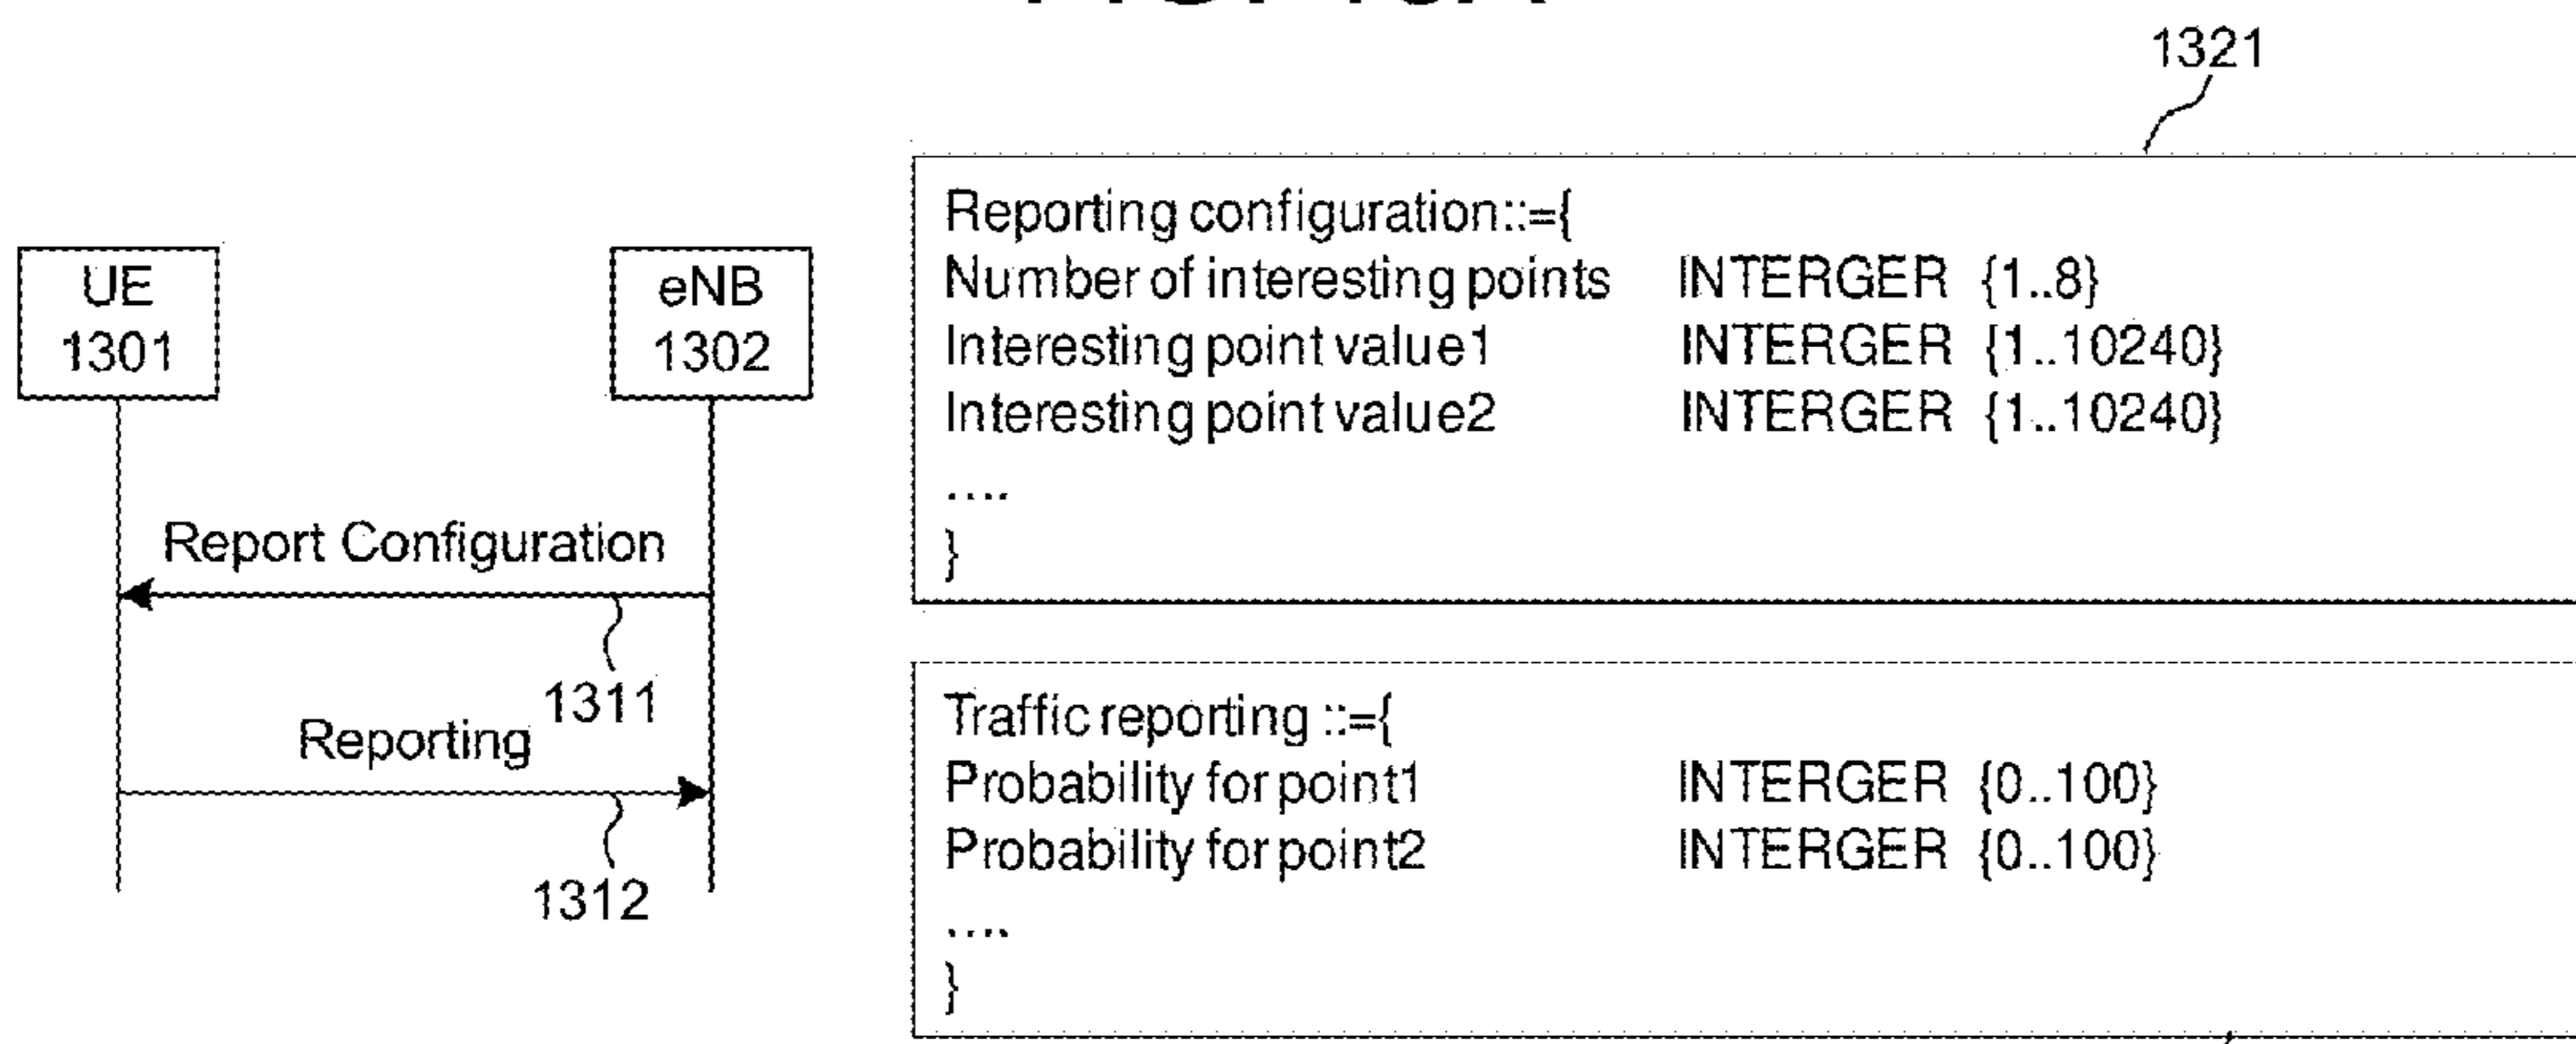 1321
UE
1301
eNB
1302
Report Configuration
1311
Reporting
1312
Reporting configuration::={
Number of interesting points INTERGER {1..8}
Interesting point value1 INTERGER {1..10240}
Interesting point value2 INTERGER {1..10240}
....
}
Traffic reporting ::={
Probability for point1 INTERGER {0..100}
Probability for point2 INTERGER {0..100}
....
}